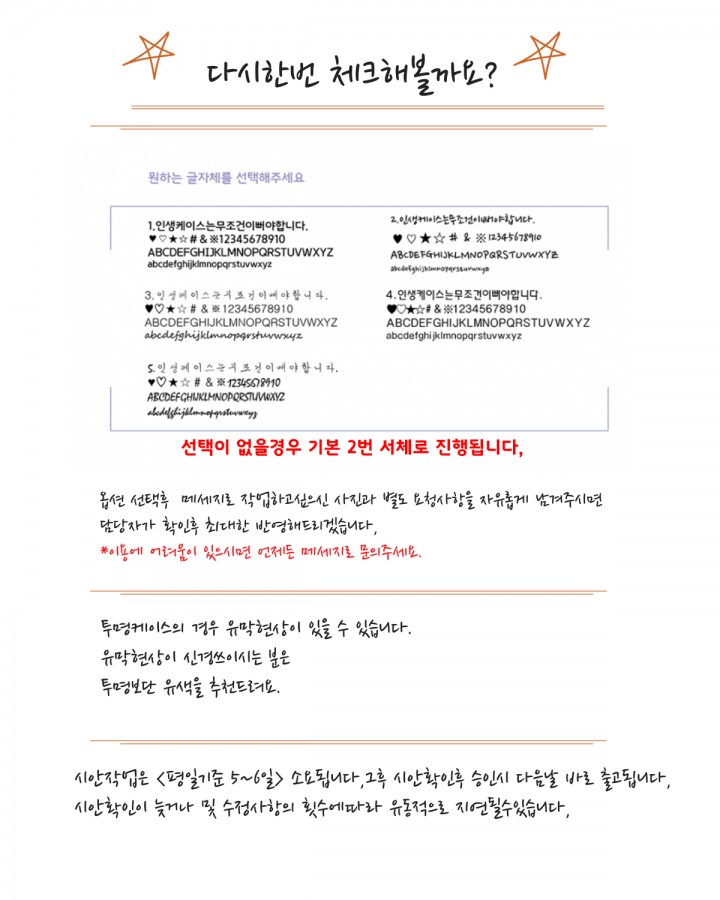 다시한번 체크해볼까요?
원하는 글자체를 선택해주세요
1.인생케이스는무조건이뻐야합니다.
♥♡★☆# & ※12345678910
ABCDEFGHIJKLMNOPQRSTUVWXYZ
abcdefghijklmnopqrstuvwxyz
2.인생케이스는무조건이뻐야합니다.
♥♡★☆# & ※12345678910
ABCDEFGHIJKLMNOPQRSTUVWXYZ
abcdefghijklmnopqrstuvwxyz
3.인생케이스는무조건이뻐야합니다.
♥♡★☆# & ※12345678910
ABCDEFGHIJKLMNOPQRSTUVWXYZ
abcdefghijklmnopqrstuvwxyz
4.인생케이스는무조건이뻐야합니다.
♥♡★☆# & ※12345678910
ABCDEFGHIJKLMNOPQRSTUVWXYZ
abcdefghijklmnopqrstuvwxyz
5.인생케이스는무조건이뻐야합니다.
♥♡★☆# & ※12345678910
ABCDEFGHIJKLMNOPQRSTUVWXYZ
abcdefghijklmnopqrstuvwxyz
선택이 없을경우 기본 2번 서체로 진행됩니다,
옵션 선택후 메세지로 작업하고싶으신 사진과 별도 요청사항을 자유롭게 남겨주시면
담당자가 확인후 최대한 반영해드리겠습니다,
*이용에 어려움이 있으시면 언제든 메세지로 문의주세요.
투명케이스의 경우 유막현상이 있을 수 있습니다.
유막현상이 신경쓰이시는 분은
투명보단 유색을 추천드려요.
시안작업은 <평일기준 5~6일> 소요됩니다,그후 시안확인후 승인시 다음날 바로 출고됩니다,
시안확인이 늦거나 및 수정사항의 횟수에따라 유동적으로 지연될수있습니다,